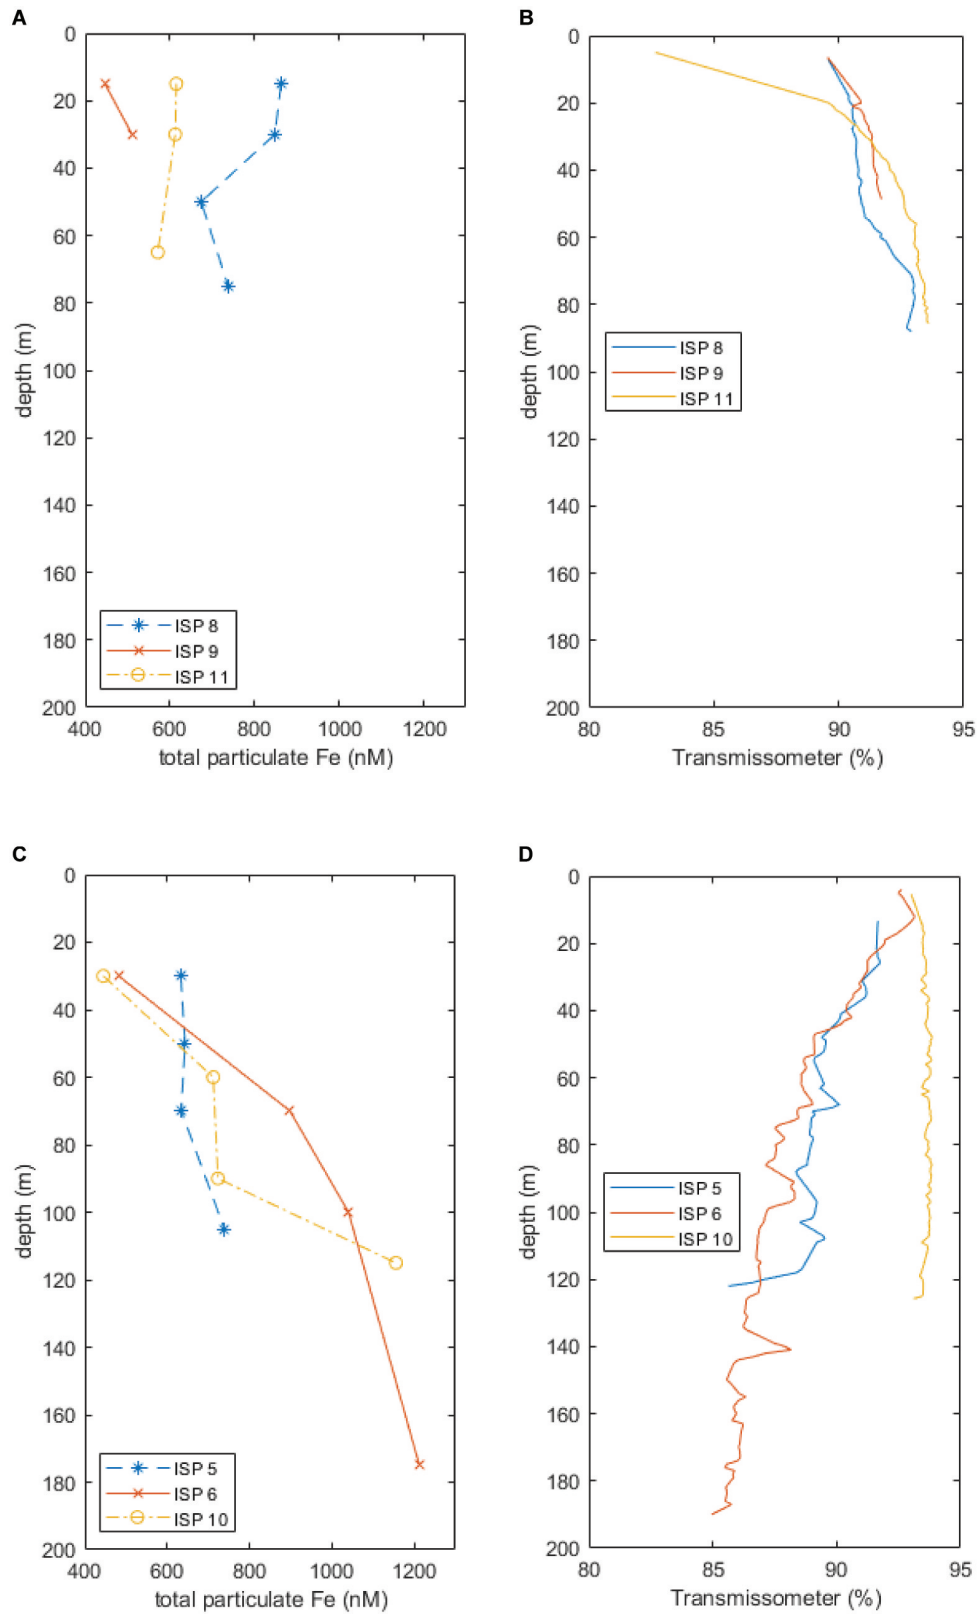 A
0
20
40
60
80
100
120
140
160
180
200
depth (m)
400 600 800 1000 1200
total particulate Fe (nM)
ISP 8
ISP 9
ISP 11
B
0
20
40
60
80
100
120
140
160
180
200
depth (m)
80 85 90 95
Transmissometer (%)
ISP 8
ISP 9
ISP 11
C
0
20
40
60
80
100
120
140
160
180
200
depth (m)
400 600 800 1000 1200
total particulate Fe (nM)
ISP 5
ISP 6
ISP 10
D
0
20
40
60
80
100
120
140
160
180
200
depth (m)
80 85 90 95
Transmissometer (%)
ISP 5
ISP 6
ISP 10